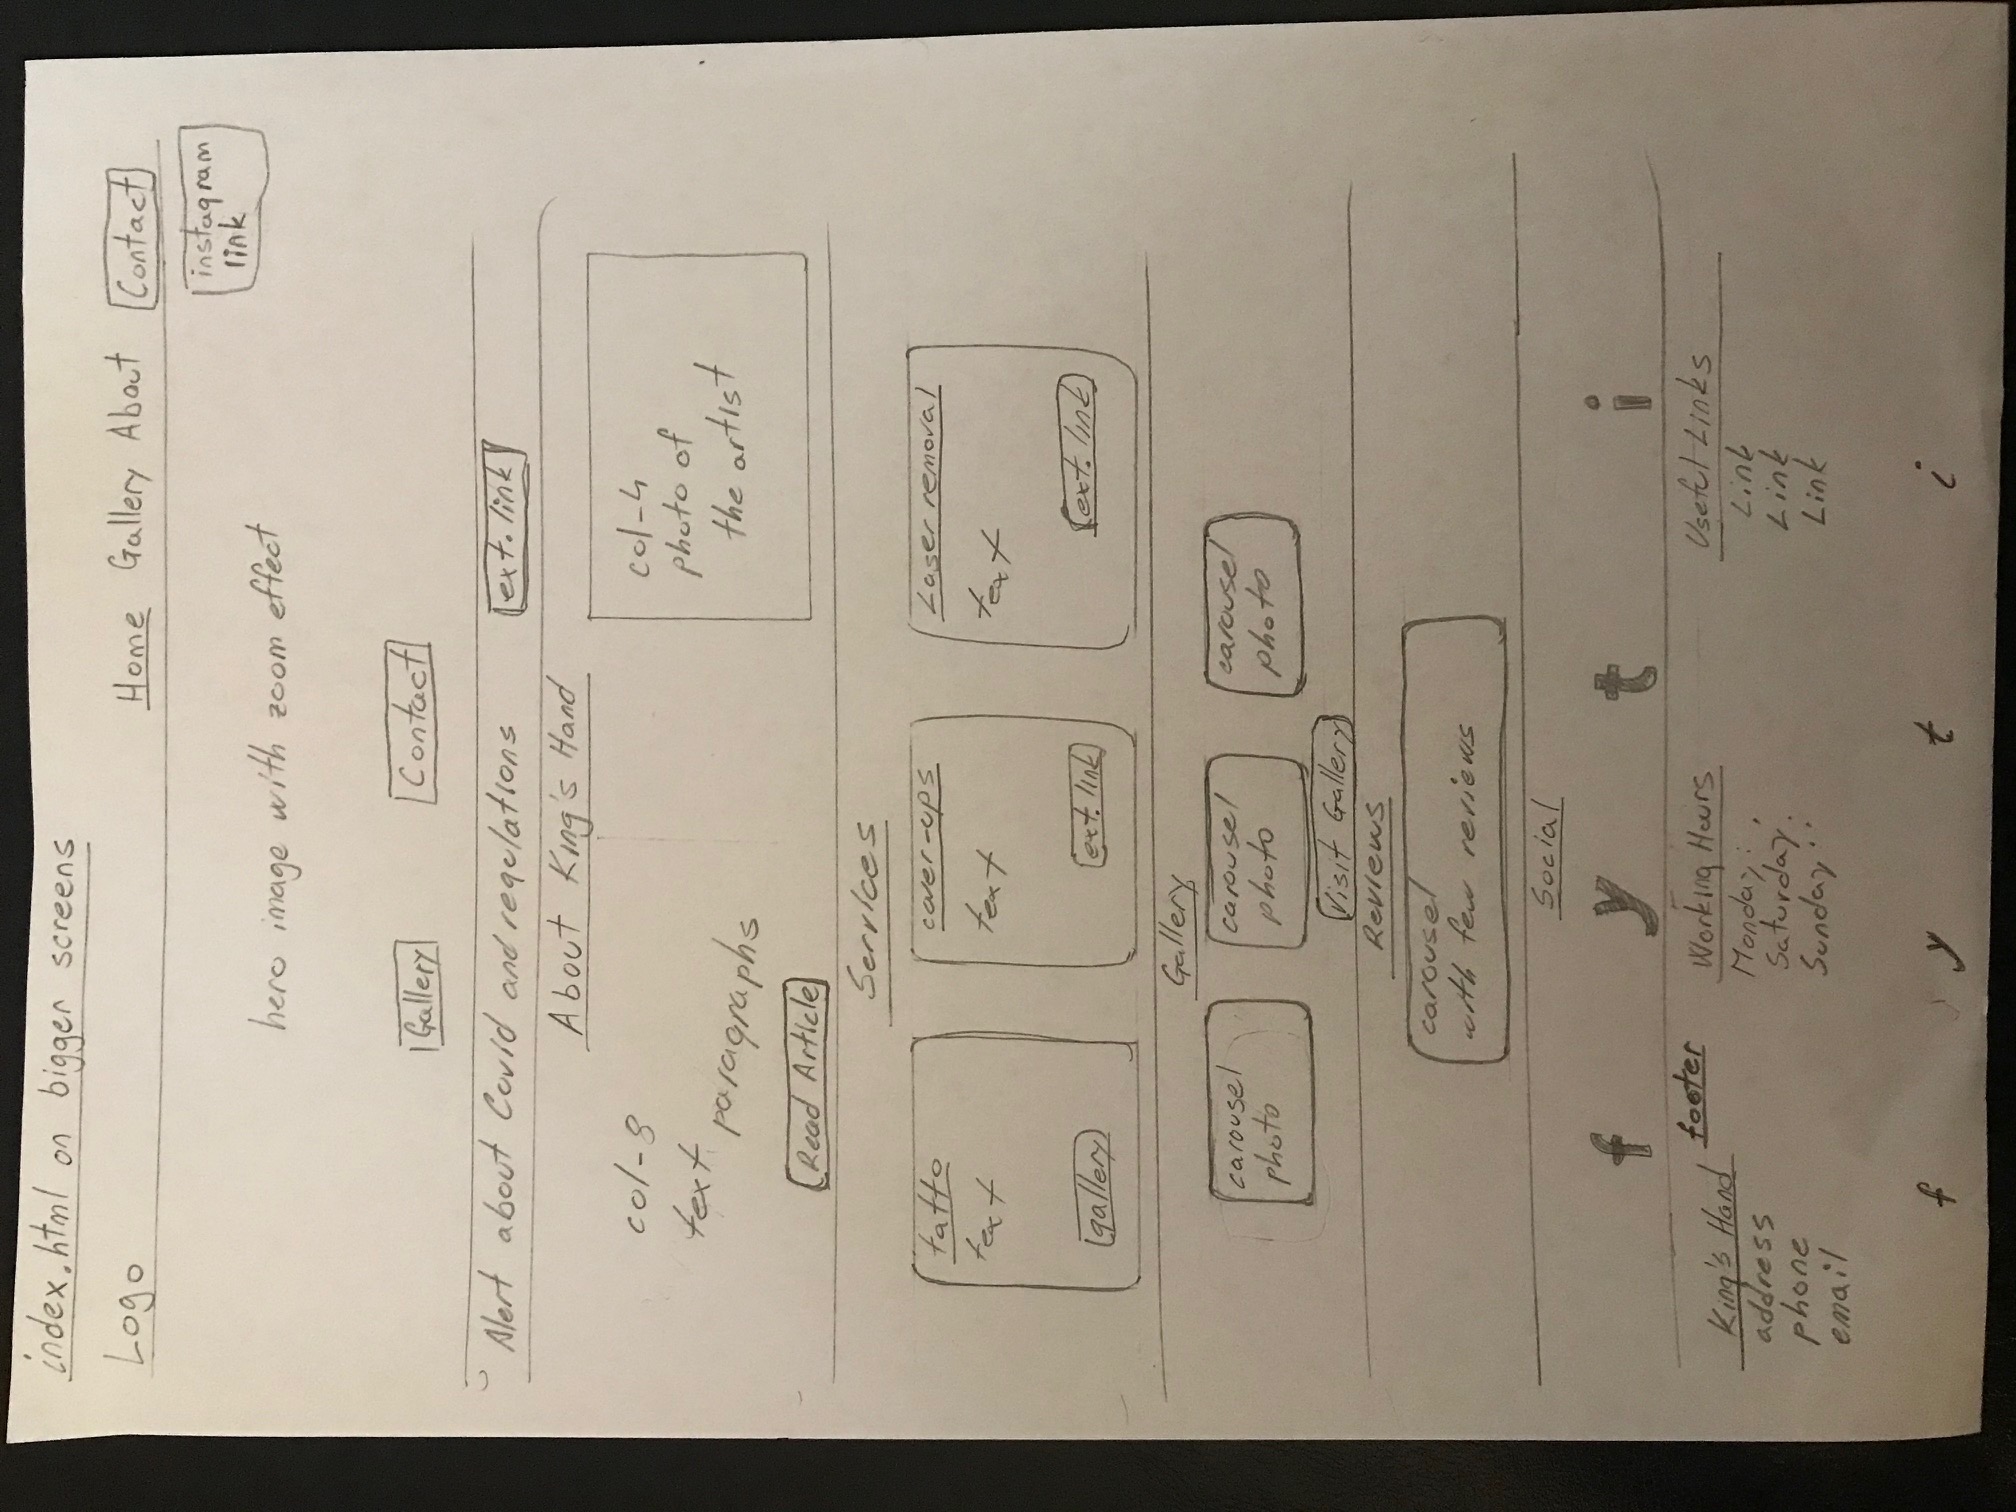 index.html on bigger screens
Logo Home Gallery About Contact
instagram
link
hero image with zoom effect
Gallery Contact
Alert about Covid and regulations ext. link
About King's Hand
col-8
text
paragraphs
Read Article
col-4
photo of
the artist
Services
tatto
text
gallery
cover-ups
text
ext. link
Laser removal
text
ext. link
Gallery
carousel
photo
carousel
photo
carousel
photo
Visit Gallery
Reviews
carousel
with few reviews
Social
f y t i
footer
King's Hand
address
phone
email
Working Hours
Monday:
Saturday:
Sunday:
Useful Links
Link
Link
Link
f y t i